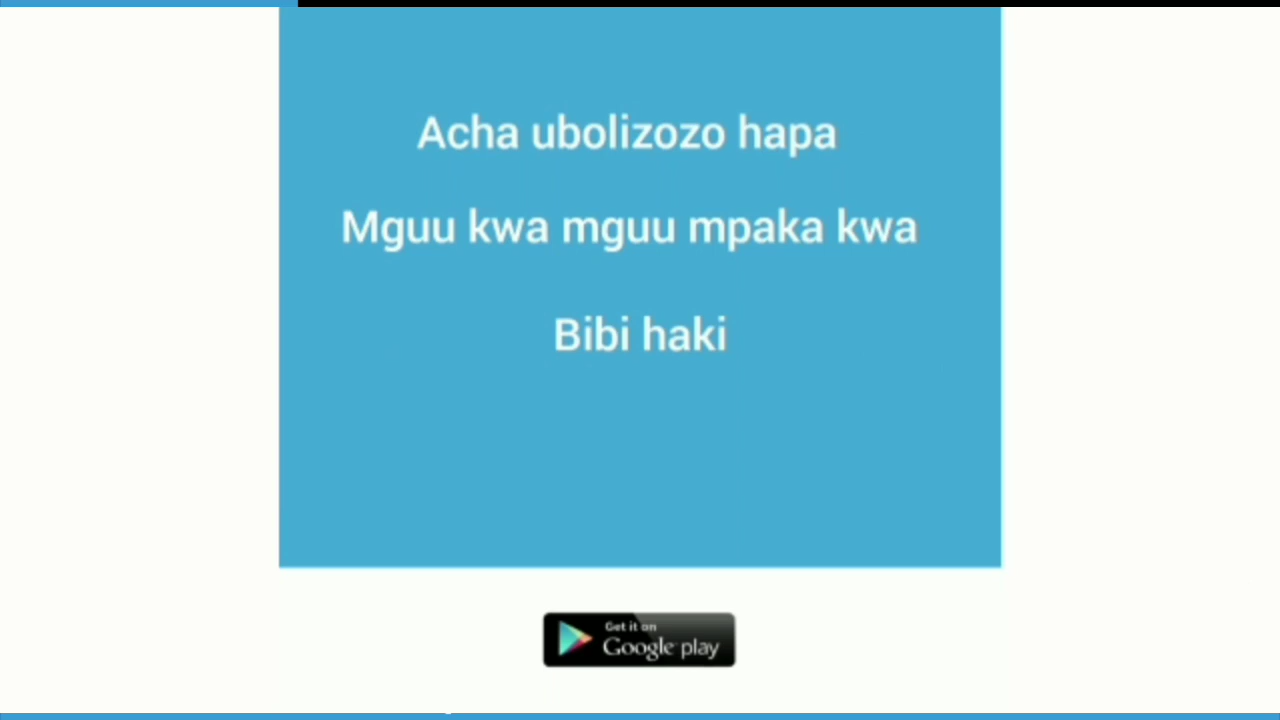 Acha ubolizozo hapa
Mguu kwa mguu mpaka kwa
Bibi haki
Get it on
Google play